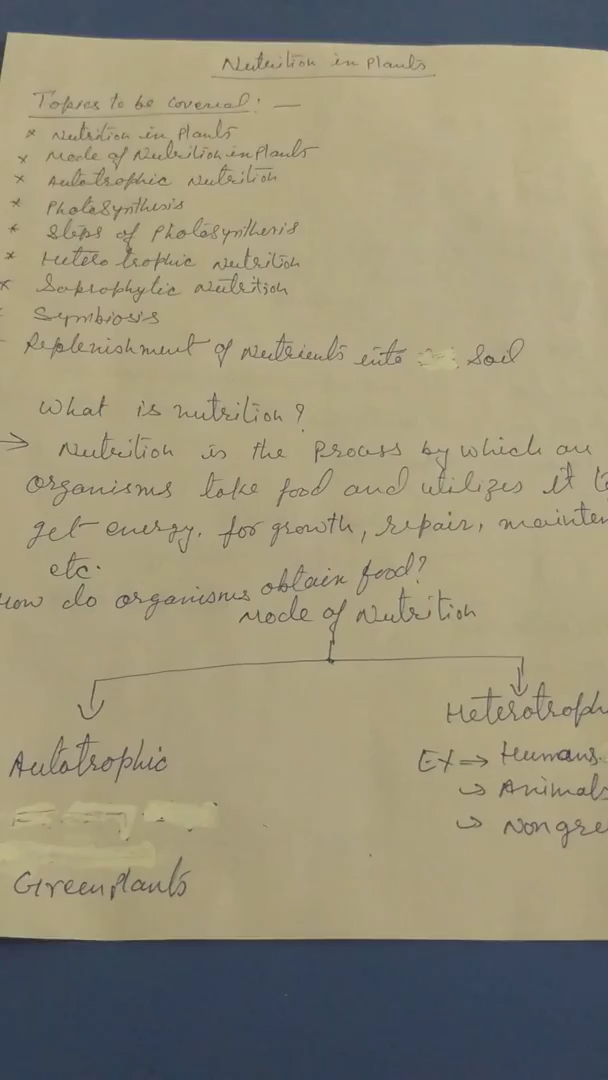 Nutrition in Plants
Topics to be covered: —
* Nutrition in Plants
* Mode of Nutrition in Plants
* Autotrophic Nutrition
* Photosynthesis
* Steps of Photosynthesis
* Heterotrophic Nutrition
* Saprophytic Nutrition
Symbiosis
Replenishment of Nutrients into Soil
What is nutrition?
→ Nutrition is the Process by which an
organisms take food and utilizes it to
get energy. for growth, repair, mainten
etc.
How do organisms obtain food?
Mode of Nutrition
Autotrophic Heterotroph
Ex ⇒ Humans
→ Animals
→ Nongre
Green plants